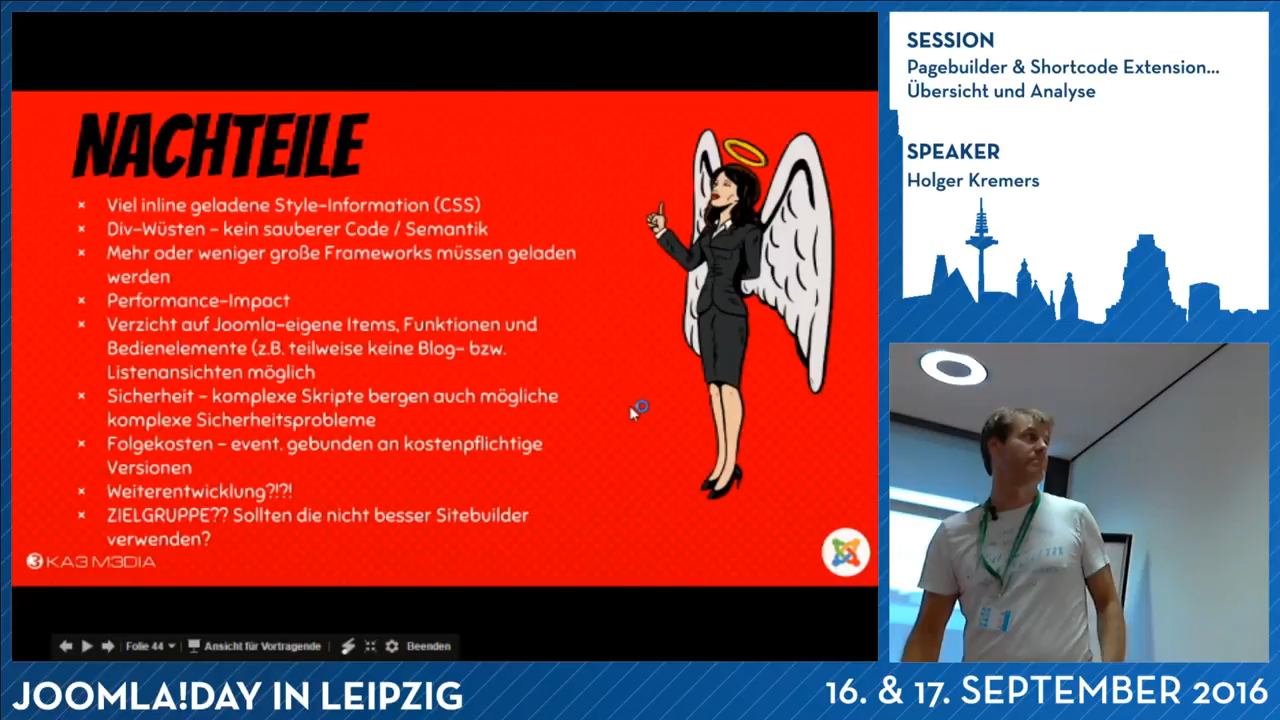 NACHTEILE
× Viel inline geladene Style-Information (CSS)
× Div-Wüsten - kein sauberer Code / Semantik
× Mehr oder weniger große Frameworks müssen geladen
werden
× Performance-Impact
× Verzicht auf Joomla-eigene Items, Funktionen und
Bedienelemente (z.B. teilweise keine Blog- bzw.
Listenansichten möglich
× Sicherheit - komplexe Skripte bergen auch mögliche
komplexe Sicherheitsprobleme
× Folgekosten - event. gebunden an kostenpflichtige
Versionen
× Weiterentwicklung?!?!
× ZIELGRUPPE?? Sollten die nicht besser Sitebuilder
verwenden?
3 KA3 M3DIA
Folie 44
Ansicht für Vortragende
Beenden
SESSION
Pagebuilder & Shortcode Extension...
Übersicht und Analyse
SPEAKER
Holger Kremers
JOOMLA!DAY IN LEIPZIG
16. & 17. SEPTEMBER 2016